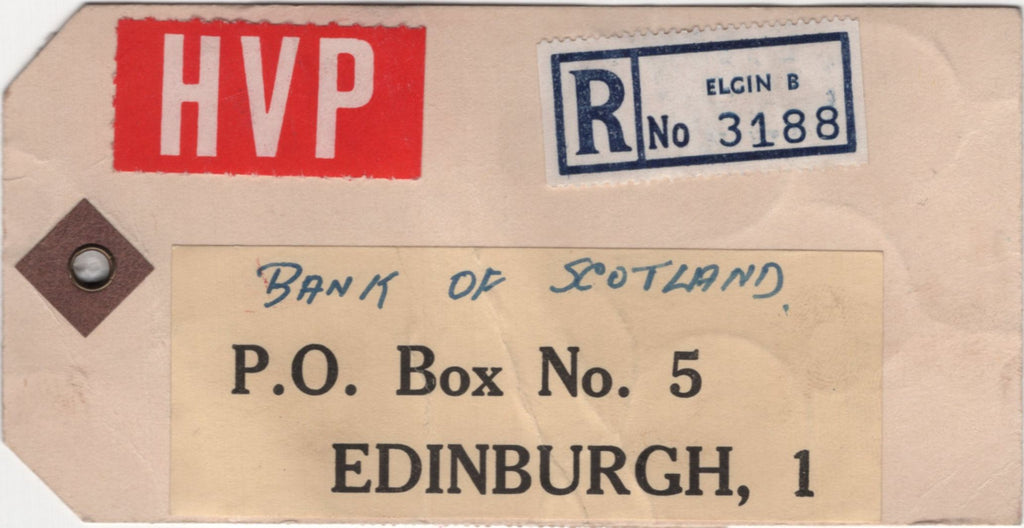 HVP
R
ELGIN B
No 3188
BANK OF SCOTLAND.
P.O. Box No. 5
EDINBURGH, 1